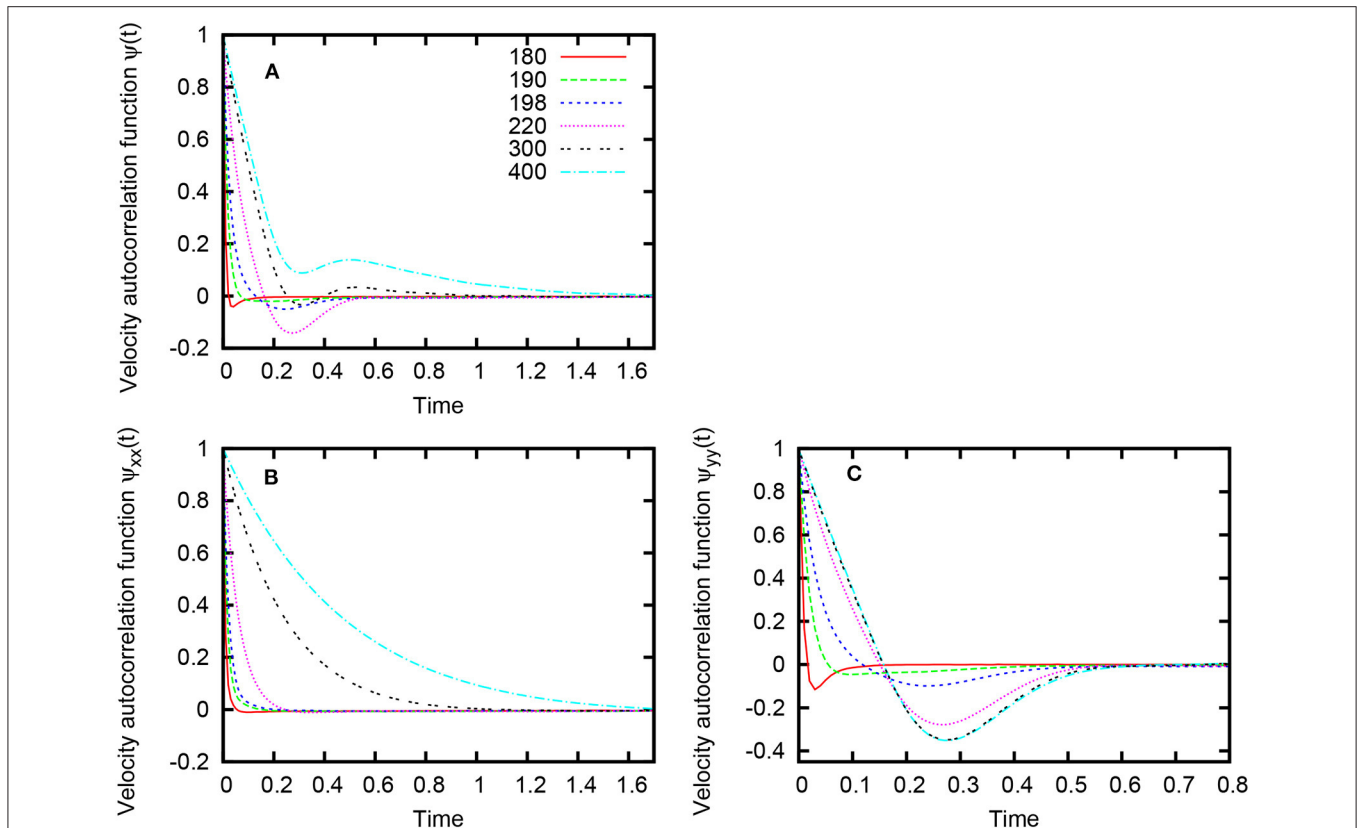 Velocity autocorrelation function ψ(t)
1
0.8
0.6
0.4
0.2
0
-0.2
A
180
190
198
220
300
400
0 0.2 0.4 0.6 0.8 1 1.2 1.4 1.6
Time
Velocity autocorrelation function ψxx(t)
1
0.8
0.6
0.4
0.2
0
-0.2
B
0 0.2 0.4 0.6 0.8 1 1.2 1.4 1.6
Time
Velocity autocorrelation function ψyy(t)
1
0.8
0.6
0.4
0.2
0
-0.2
-0.4
C
0 0.1 0.2 0.3 0.4 0.5 0.6 0.7 0.8
Time